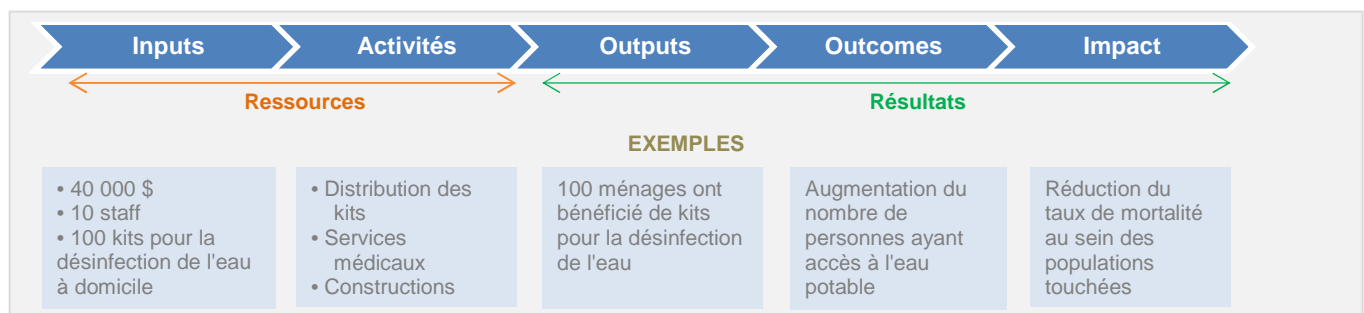 Inputs
Activités
Outputs
Outcomes
Impact
Ressources
Résultats
EXEMPLES
• 40 000 $
• 10 staff
• 100 kits pour la
désinfection de l'eau
à domicile
• Distribution des
kits
• Services
médicaux
• Constructions
100 ménages ont
bénéficié de kits
pour la désinfection
de l'eau
Augmentation du
nombre de
personnes ayant
accès à l'eau
potable
Réduction du
taux de mortalité
au sein des
populations
touchées